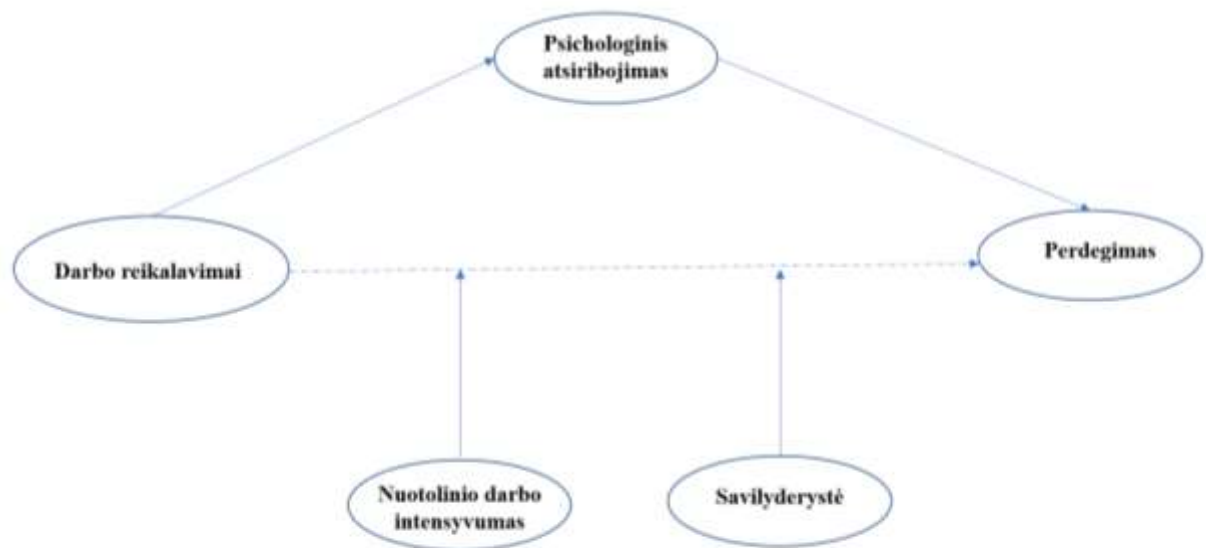 Psichologinis
atsiribojimas
Darbo reikalavimai
Perdegimas
Nuotolinio darbo
intensyvumas
Savilyderystė